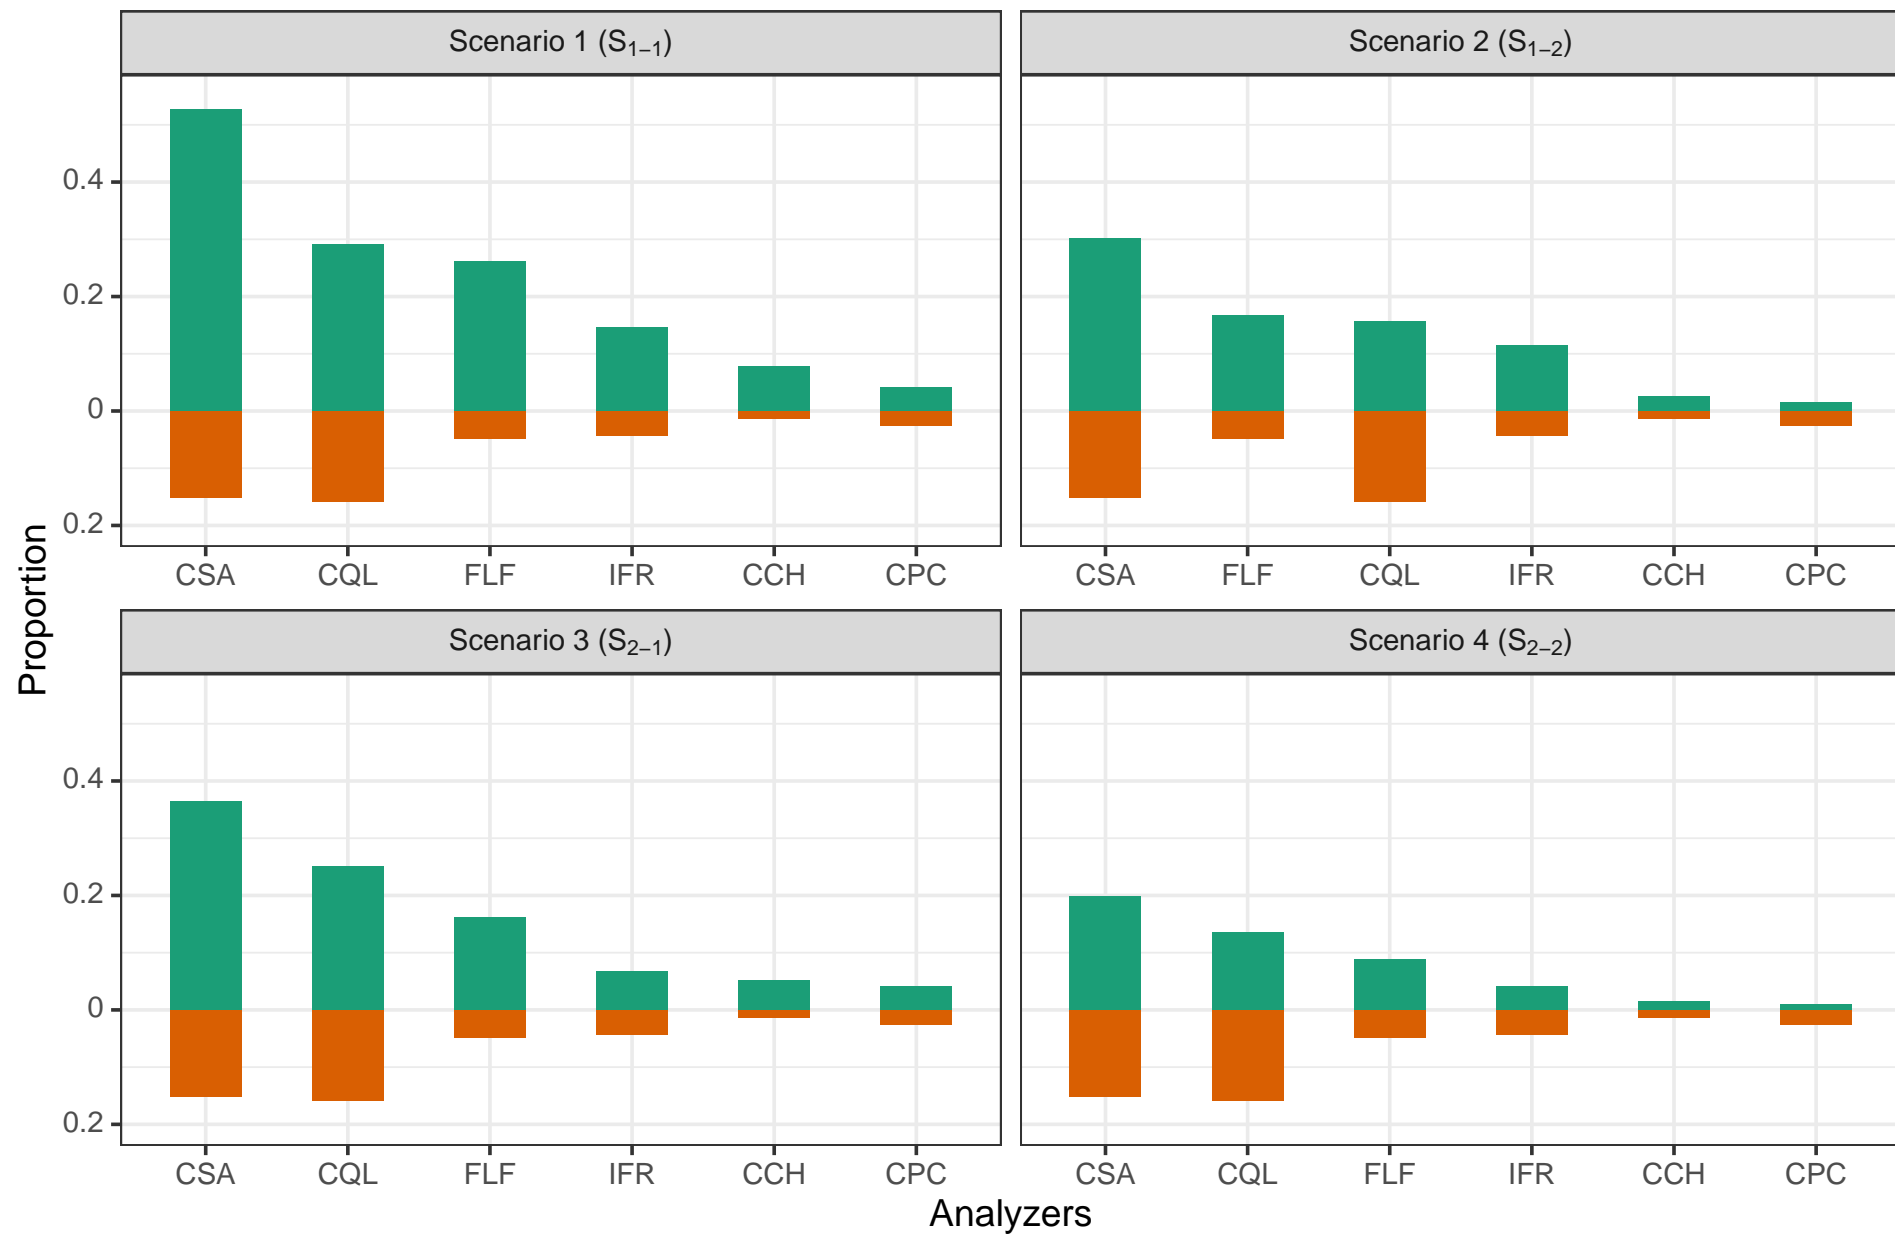 Scenario 1 (S₁₋₁)
Scenario 2 (S₁₋₂)
0.4
0.2
0
0.2
CSA CQL FLF IFR CCH CPC
CSA FLF CQL IFR CCH CPC
Proportion
Scenario 3 (S₂₋₁)
Scenario 4 (S₂₋₂)
0.4
0.2
0
0.2
CSA CQL FLF IFR CCH CPC
CSA CQL FLF IFR CCH CPC
Analyzers